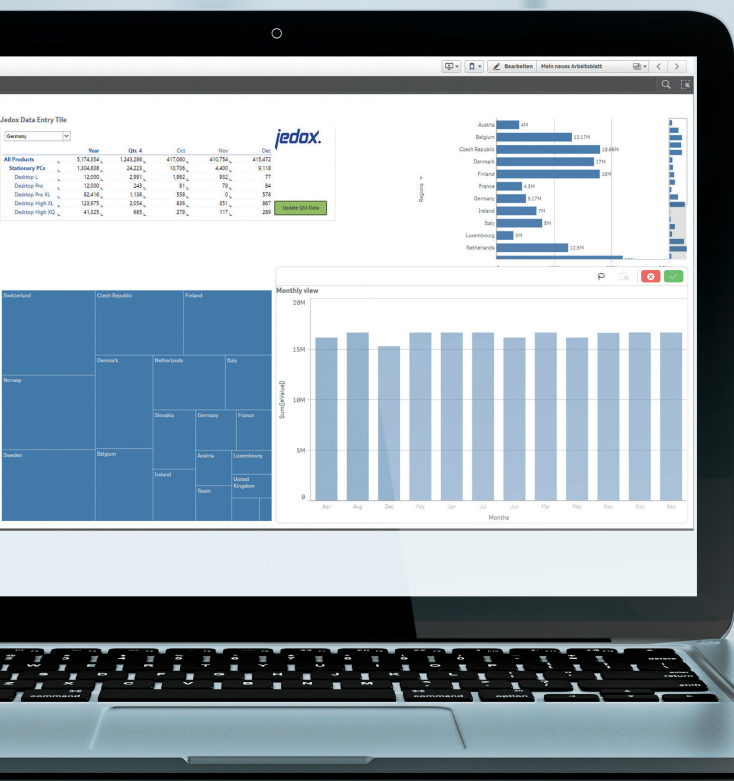 Bearbeiten Mein neues Arbeitsblatt
Jedox Data Entry Tile
Germany
jedox.
Year Qtr. 4 Oct Nov Dec
All Products 5,174,354 1,243,286 417,060 410,754 415,472
Stationary PCs 1,304,838 24,223 10,706 4,400 9,118
Desktop L 12,000 2,991 1,982 932 77
Desktop Pro 12,000 243 81 79 84
Desktop Pro XL 82,416 1,136 558 0 578
Desktop High XL 123,975 2,054 836 351 867
Desktop High XQ 41,325 685 279 117 289
Update Qlik Data
Regions
Austria 4M
Belgium 13.17M
Czech Republic 18.66M
Denmark 17M
Finland 18M
France 4.5M
Germany 5.17M
Ireland 7M
Italy 8M
Luxembourg 3M
Netherlands 12.5M
Switzerland
Czech Republic
Finland
Denmark
Netherlands
Italy
Norway
Slovakia
Germany
France
Sweden
Belgium
Austria
Luxembourg
Ireland
United
Kingdom
Spain
Monthly view
20M
15M
10M
5M
0
Sum([#Value])
Apr Aug Dec Feb Jan Jul Jun Mar May Nov Oct Sep
Months
delete
W E R T Y U I O P
enter
return
S D F G H J K L
shift
Z X C V B N M
command
command
option